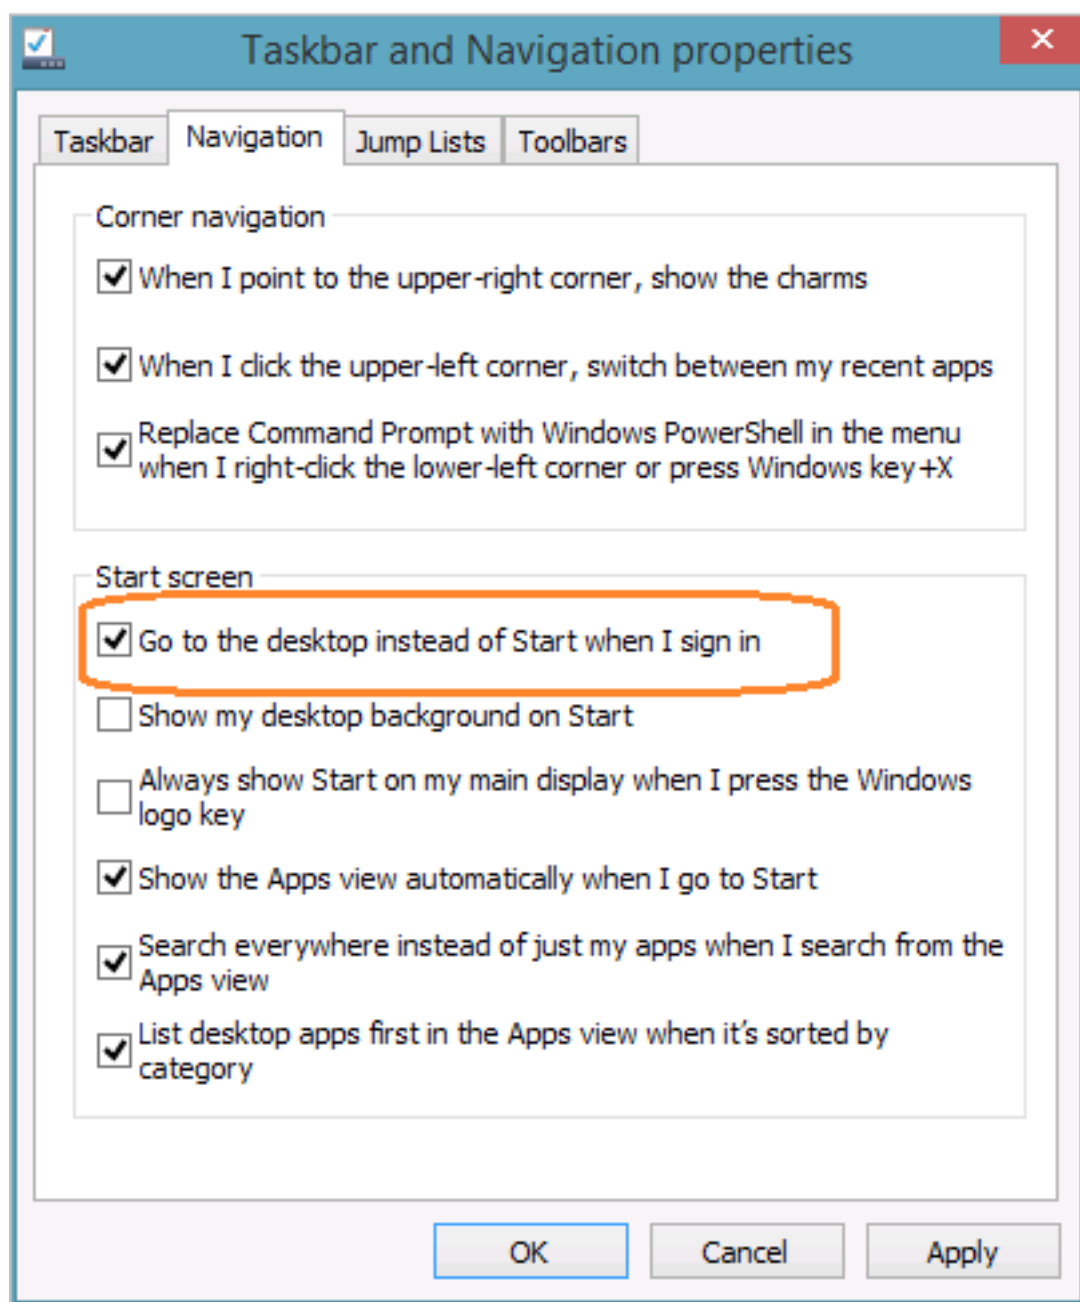 Taskbar and Navigation properties
Taskbar
Navigation
Jump Lists
Toolbars
Corner navigation
When I point to the upper-right corner, show the charms
When I click the upper-left corner, switch between my recent apps
Replace Command Prompt with Windows PowerShell in the menu
when I right-click the lower-left corner or press Windows key+X
Start screen
Go to the desktop instead of Start when I sign in
Show my desktop background on Start
Always show Start on my main display when I press the Windows
logo key
Show the Apps view automatically when I go to Start
Search everywhere instead of just my apps when I search from the
Apps view
List desktop apps first in the Apps view when it's sorted by
category
OK
Cancel
Apply